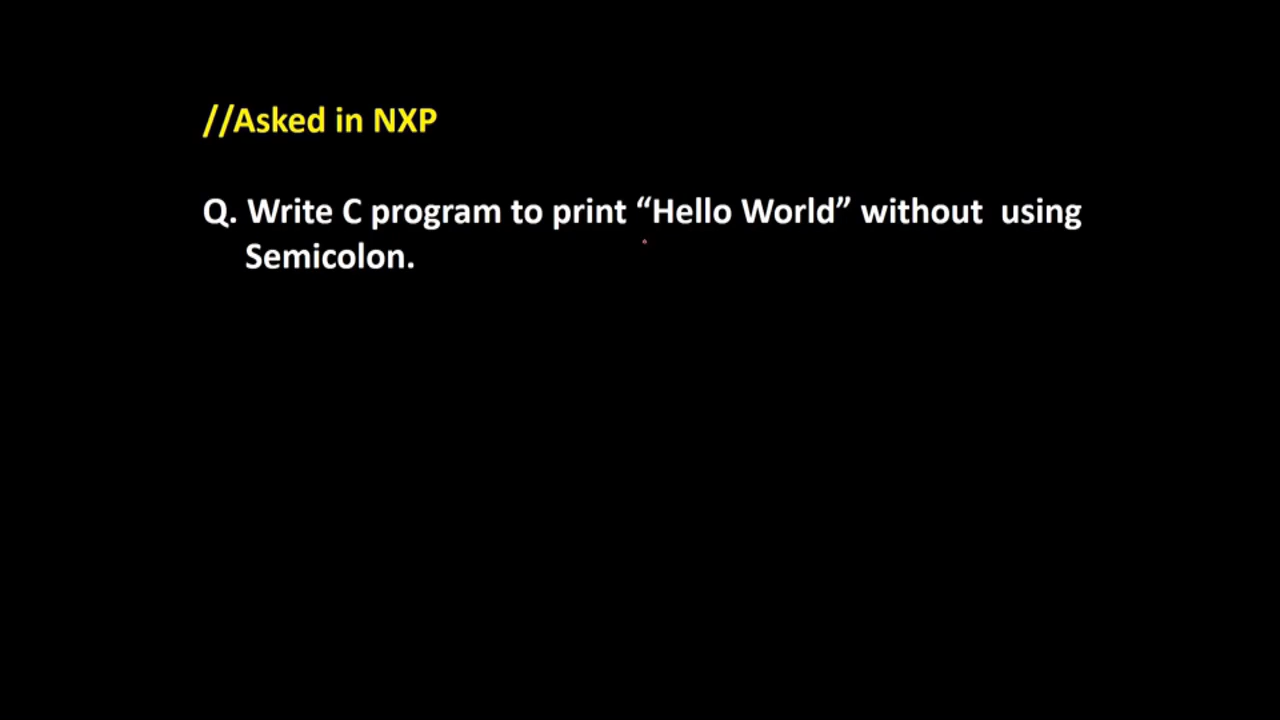 //Asked in NXP
Q. Write C program to print “Hello World” without using
Semicolon.